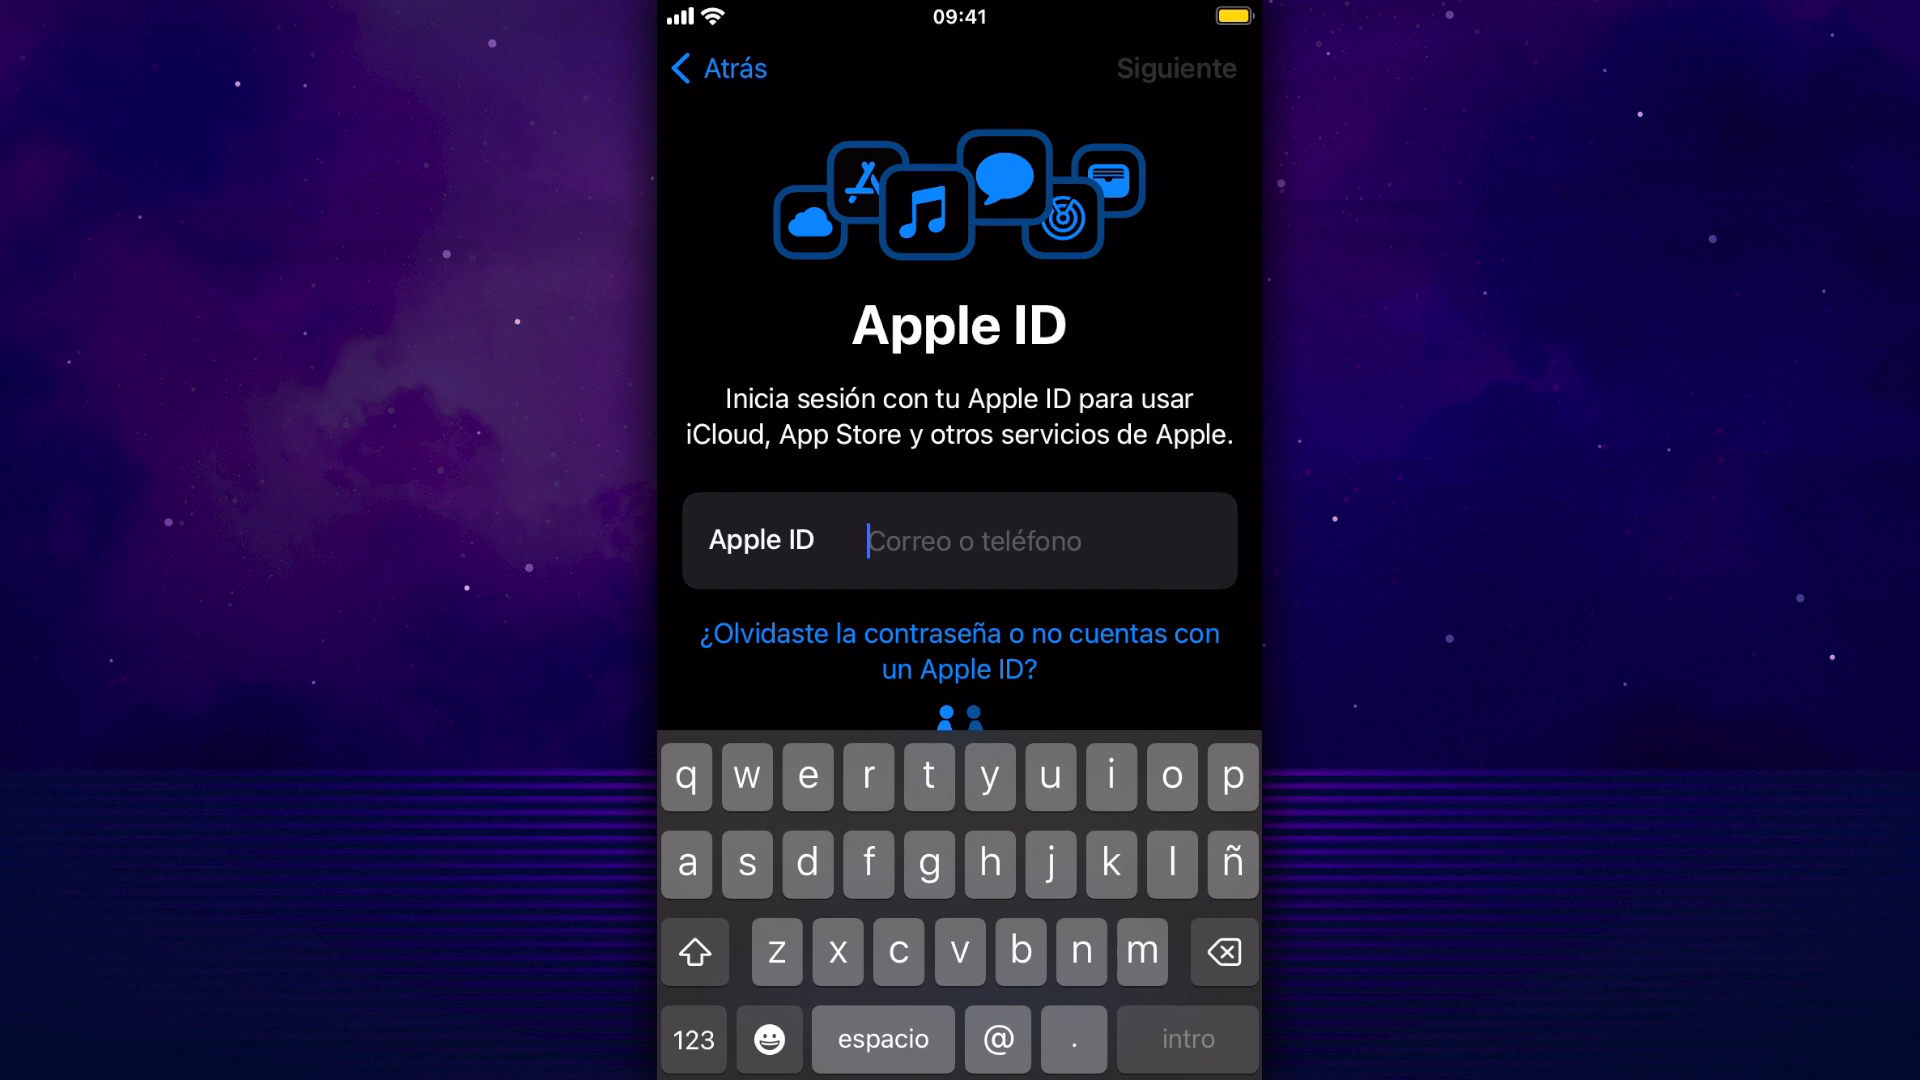 09:41
Atrás
Siguiente
Apple ID
Inicia sesión con tu Apple ID para usar
iCloud, App Store y otros servicios de Apple.
Apple ID
Correo o teléfono
¿Olvidaste la contraseña o no cuentas con
un Apple ID?
q w e r t y u i o p
a s d f g h j k l ñ
z x c v b n m
123 espacio @ . intro